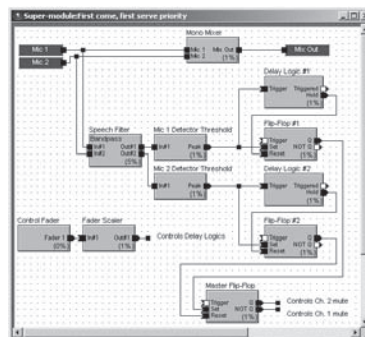 Super-module:First come, first serve priority
Mono Mixer
Mic 1
Mic 2
Mic 1 Mix Out
Mic 2
(1%)
Mix Out
Delay Logic #1
Trigger Triggered
Hold
(1%)
Speech Filter
Bandpass
In#1 Out#1
In#2 Out#2
(5%)
Mic 1 Detector Threshold
In#1 Peak
(1%)
Flip-Flop #1
Trigger Q
Set NOT Q
Reset (1%)
Mic 2 Detector Threshold
In#1 Peak
(1%)
Delay Logic #2
Trigger Triggered
Hold
(1%)
Control Fader
Fader 1
(0%)
Fader Scaler
In#1 Out#1
(1%)
Controls Delay Logics
Flip-Flop #2
Trigger Q
Set NOT Q
Reset (1%)
Master Flip-Flop
Trigger Q
Set NOT Q
Reset (1%)
Controls Ch. 2 mute
Controls Ch. 1 mute